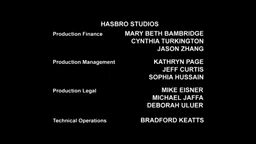 HASBRO STUDIOS
Production Finance MARY BETH BAMBRIDGE
CYNTHIA TURKINGTON
JASON ZHANG
Production Management KATHRYN PAGE
JEFF CURTIS
SOPHIA HUSSAIN
Production Legal MIKE EISNER
MICHAEL JAFFA
DEBORAH ULUER
Technical Operations BRADFORD KEATTS